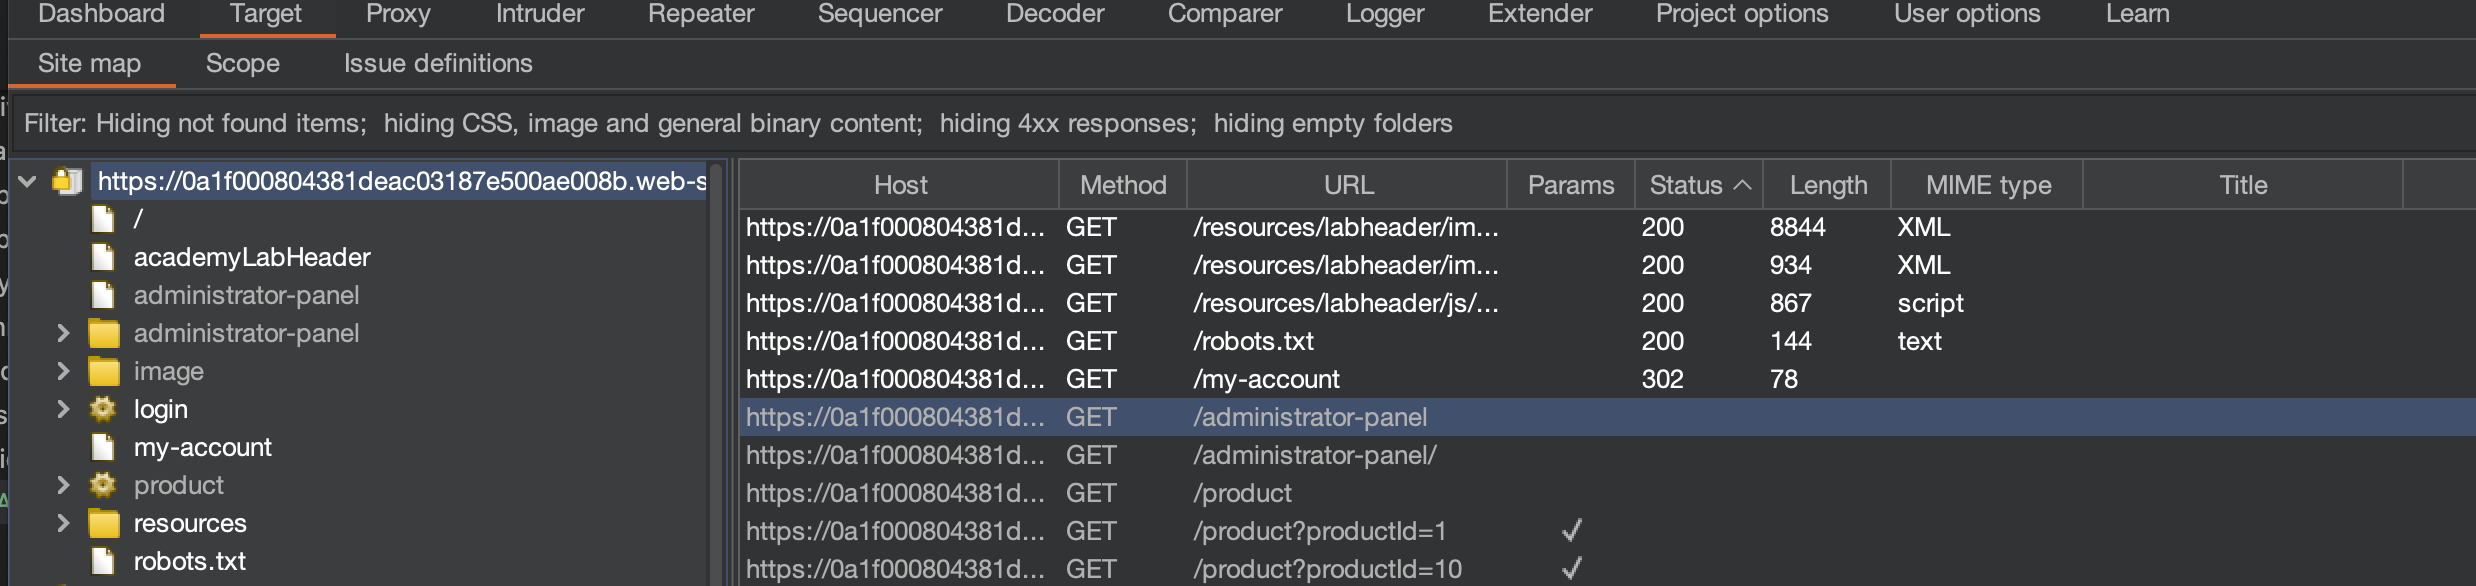 Dashboard Target Proxy Intruder Repeater Sequencer Decoder Comparer Logger Extender Project options User options Learn
Site map Scope Issue definitions
Filter: Hiding not found items; hiding CSS, image and general binary content; hiding 4xx responses; hiding empty folders
https://0a1f000804381deac03187e500ae008b.web-s
/
academyLabHeader
administrator-panel
administrator-panel
image
login
my-account
product
resources
robots.txt
Host Method URL Params Status Length MIME type Title
https://0a1f000804381d... GET /resources/labheader/im... 200 8844 XML
https://0a1f000804381d... GET /resources/labheader/im... 200 934 XML
https://0a1f000804381d... GET /resources/labheader/js/... 200 867 script
https://0a1f000804381d... GET /robots.txt 200 144 text
https://0a1f000804381d... GET /my-account 302 78
https://0a1f000804381d... GET /administrator-panel
https://0a1f000804381d... GET /administrator-panel/
https://0a1f000804381d... GET /product
https://0a1f000804381d... GET /product?productId=1 ✓
https://0a1f000804381d... GET /product?productId=10 ✓